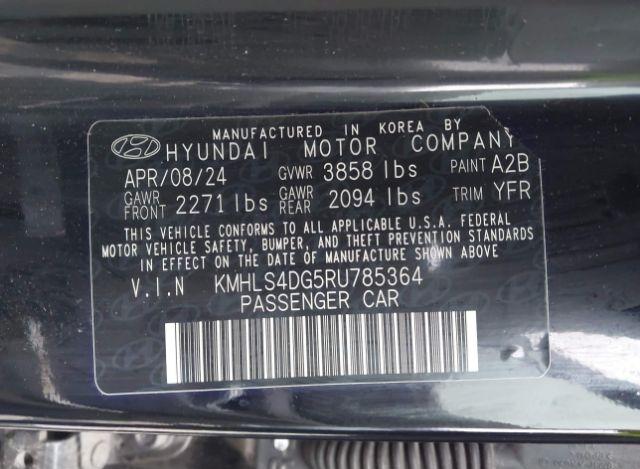 MANUFACTURED IN KOREA BY
HYUNDAI MOTOR COMPANY
APR/08/24 GVWR 3858 lbs PAINT A2B
GAWR FRONT 2271 lbs GAWR REAR 2094 lbs TRIM YFR
THIS VEHICLE CONFORMS TO ALL APPLICABLE U.S.A. FEDERAL
MOTOR VEHICLE SAFETY, BUMPER, AND THEFT PREVENTION STANDARDS
IN EFFECT ON THE DATE OF MANUFACTURE SHOWN ABOVE
V.I.N KMHLS4DG5RU785364
PASSENGER CAR